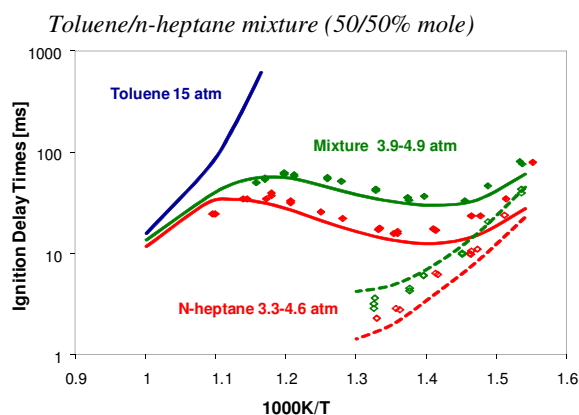 Toluene/n-heptane mixture (50/50% mole)
1000
100
10
1
Ignition Delay Times [ms]
Toluene 15 atm
Mixture 3.9-4.9 atm
N-heptane 3.3-4.6 atm
0.9 1 1.1 1.2 1.3 1.4 1.5 1.6
1000K/T